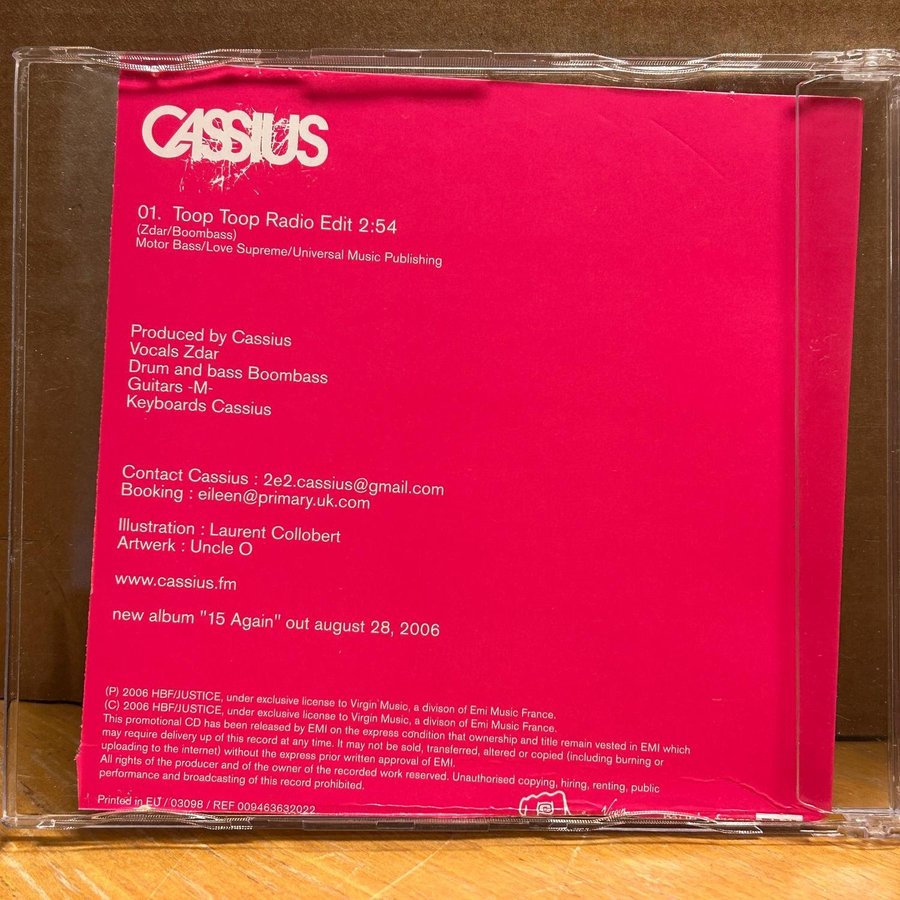 CASSIUS
01. Toop Toop Radio Edit 2:54
(Zdar/Boombass)
Motor Bass/Love Supreme/Universal Music Publishing
Produced by Cassius
Vocals Zdar
Drum and bass Boombass
Guitars -M-
Keyboards Cassius
Contact Cassius : 2e2.cassius@gmail.com
Booking : eileen@primary.uk.com
Illustration : Laurent Collobert
Artwerk : Uncle O
www.cassius.fm
new album "15 Again" out august 28, 2006
(P) 2006 HBF/JUSTICE, under exclusive license to Virgin Music, a divison of Emi Music France.
(C) 2006 HBF/JUSTICE, under exclusive license to Virgin Music, a divison of Emi Music France.
This promotional CD has been released by EMI on the express condition that ownership and title remain vested in EMI which
may require delivery up of this record at any time. It may not be sold, transferred, altered or copied (including burning or
uploading to the internet) without the express prior written approval of EMI.
All rights of the producer and of the owner of the recorded work reserved. Unauthorised copying, hiring, renting, public
performance and broadcasting of this record prohibited.
Printed in EU / 03098 / REF 009463632022
Virgin